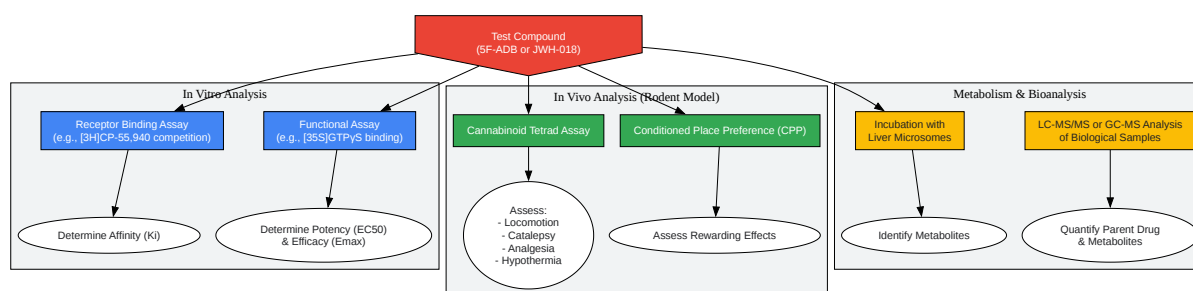 Test Compound
(5F-ADB or JWH-018)
In Vitro Analysis
Receptor Binding Assay
(e.g., [3H]CP-55,940 competition)
Functional Assay
(e.g., [35S]GTPγS binding)
Determine Affinity (Ki)
Determine Potency (EC50)
& Efficacy (Emax)
In Vivo Analysis (Rodent Model)
Cannabinoid Tetrad Assay
Conditioned Place Preference (CPP)
Assess:
- Locomotion
- Catalepsy
- Analgesia
- Hypothermia
Assess Rewarding Effects
Metabolism & Bioanalysis
Incubation with
Liver Microsomes
LC-MS/MS or GC-MS Analysis
of Biological Samples
Identify Metabolites
Quantify Parent Drug
& Metabolites